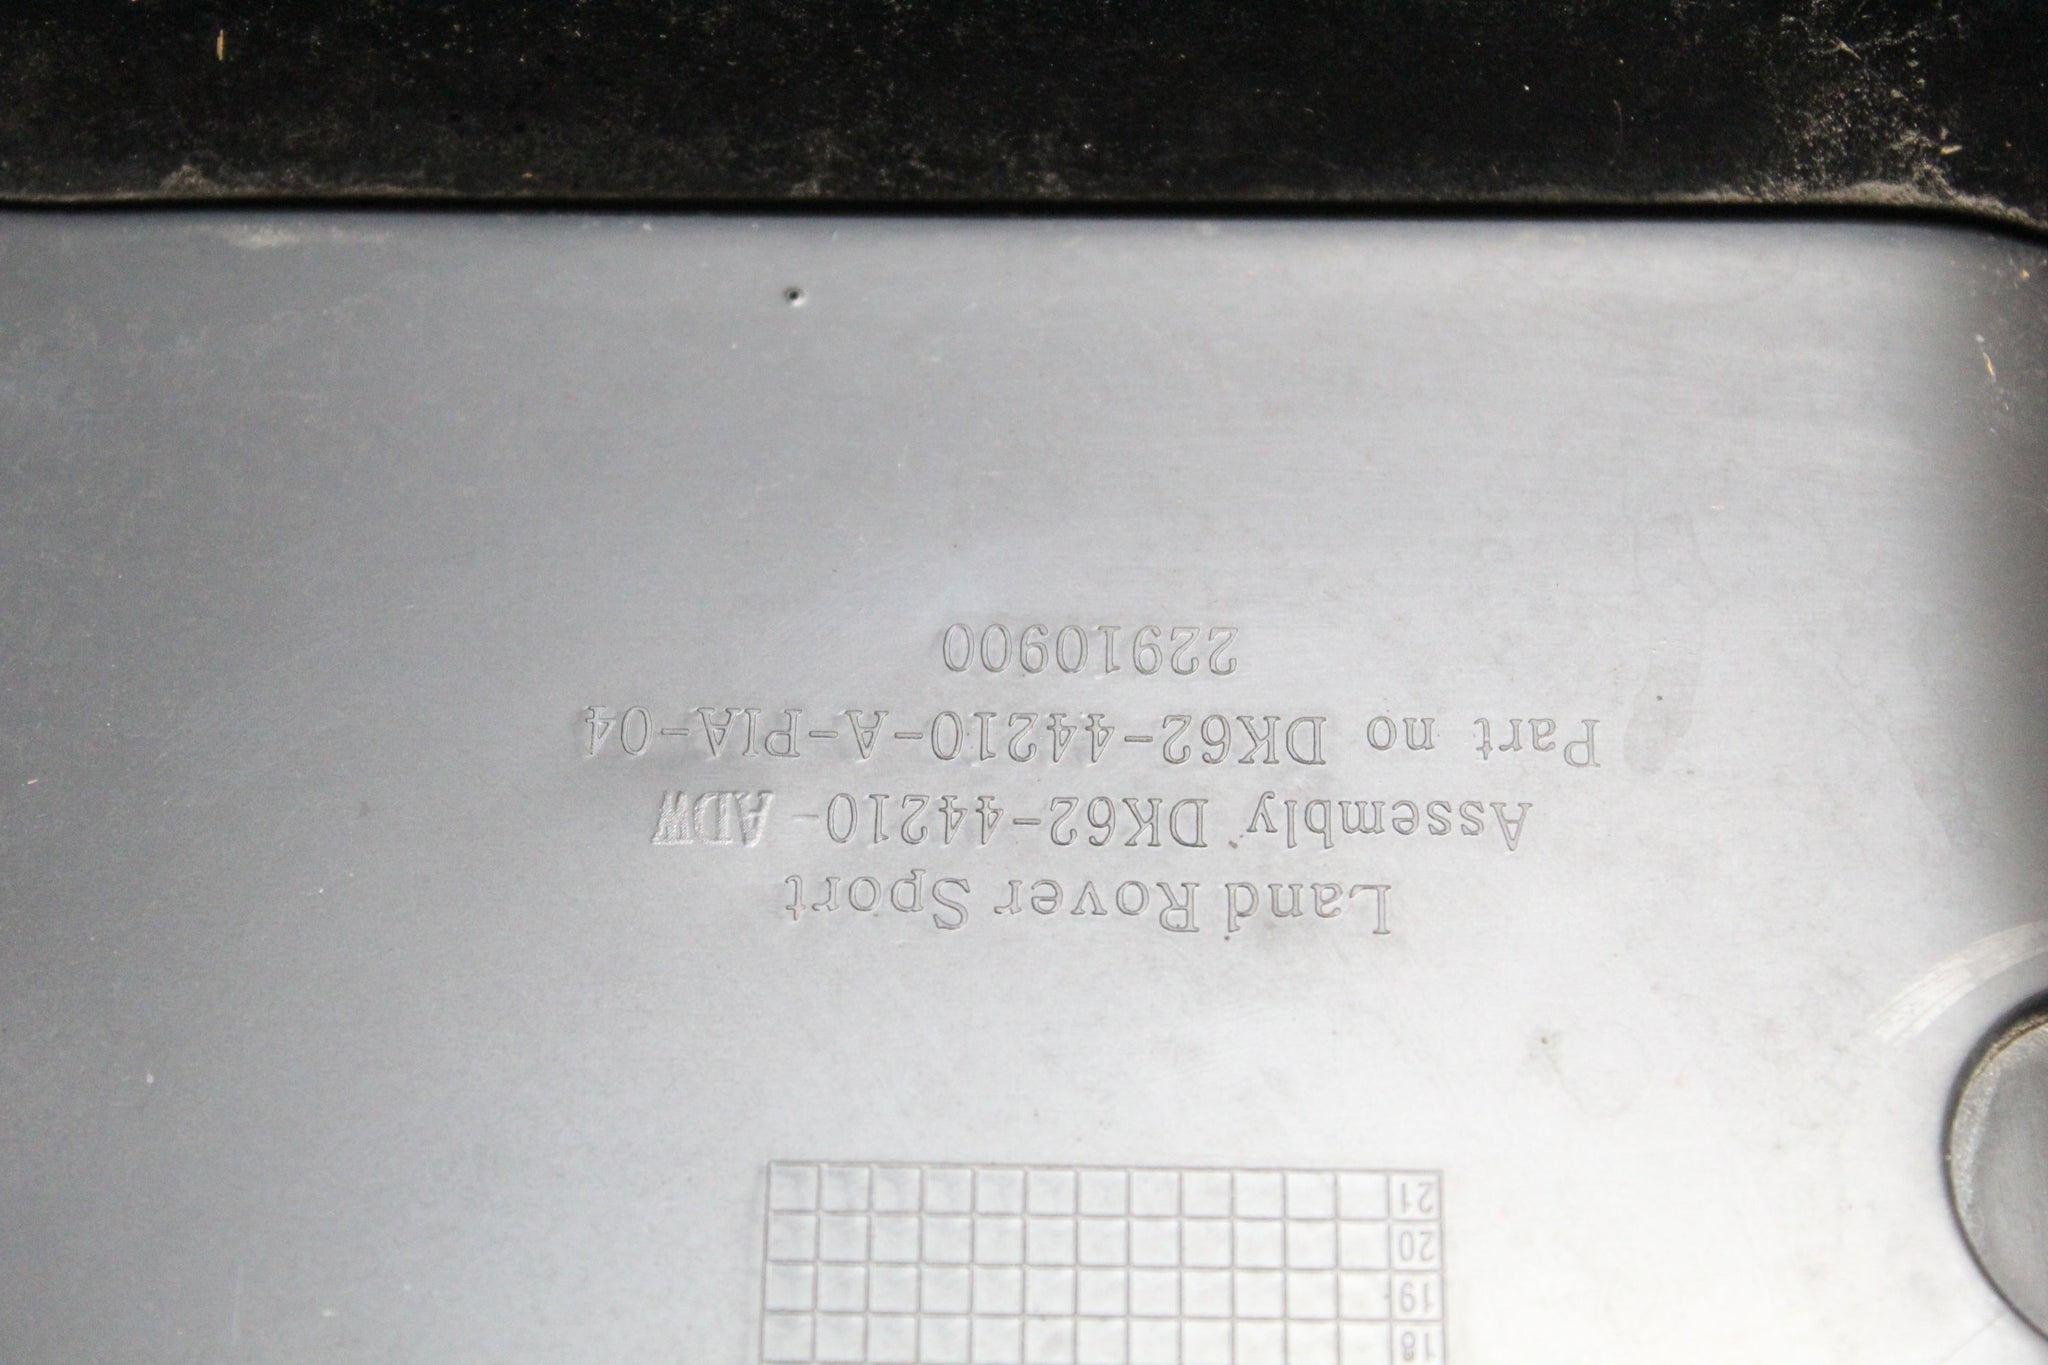 Land Rover Sport
Assembly DK62-44210-ADW
Part no DK62-44210-A-PIA-04
22910900
18
19
20
21